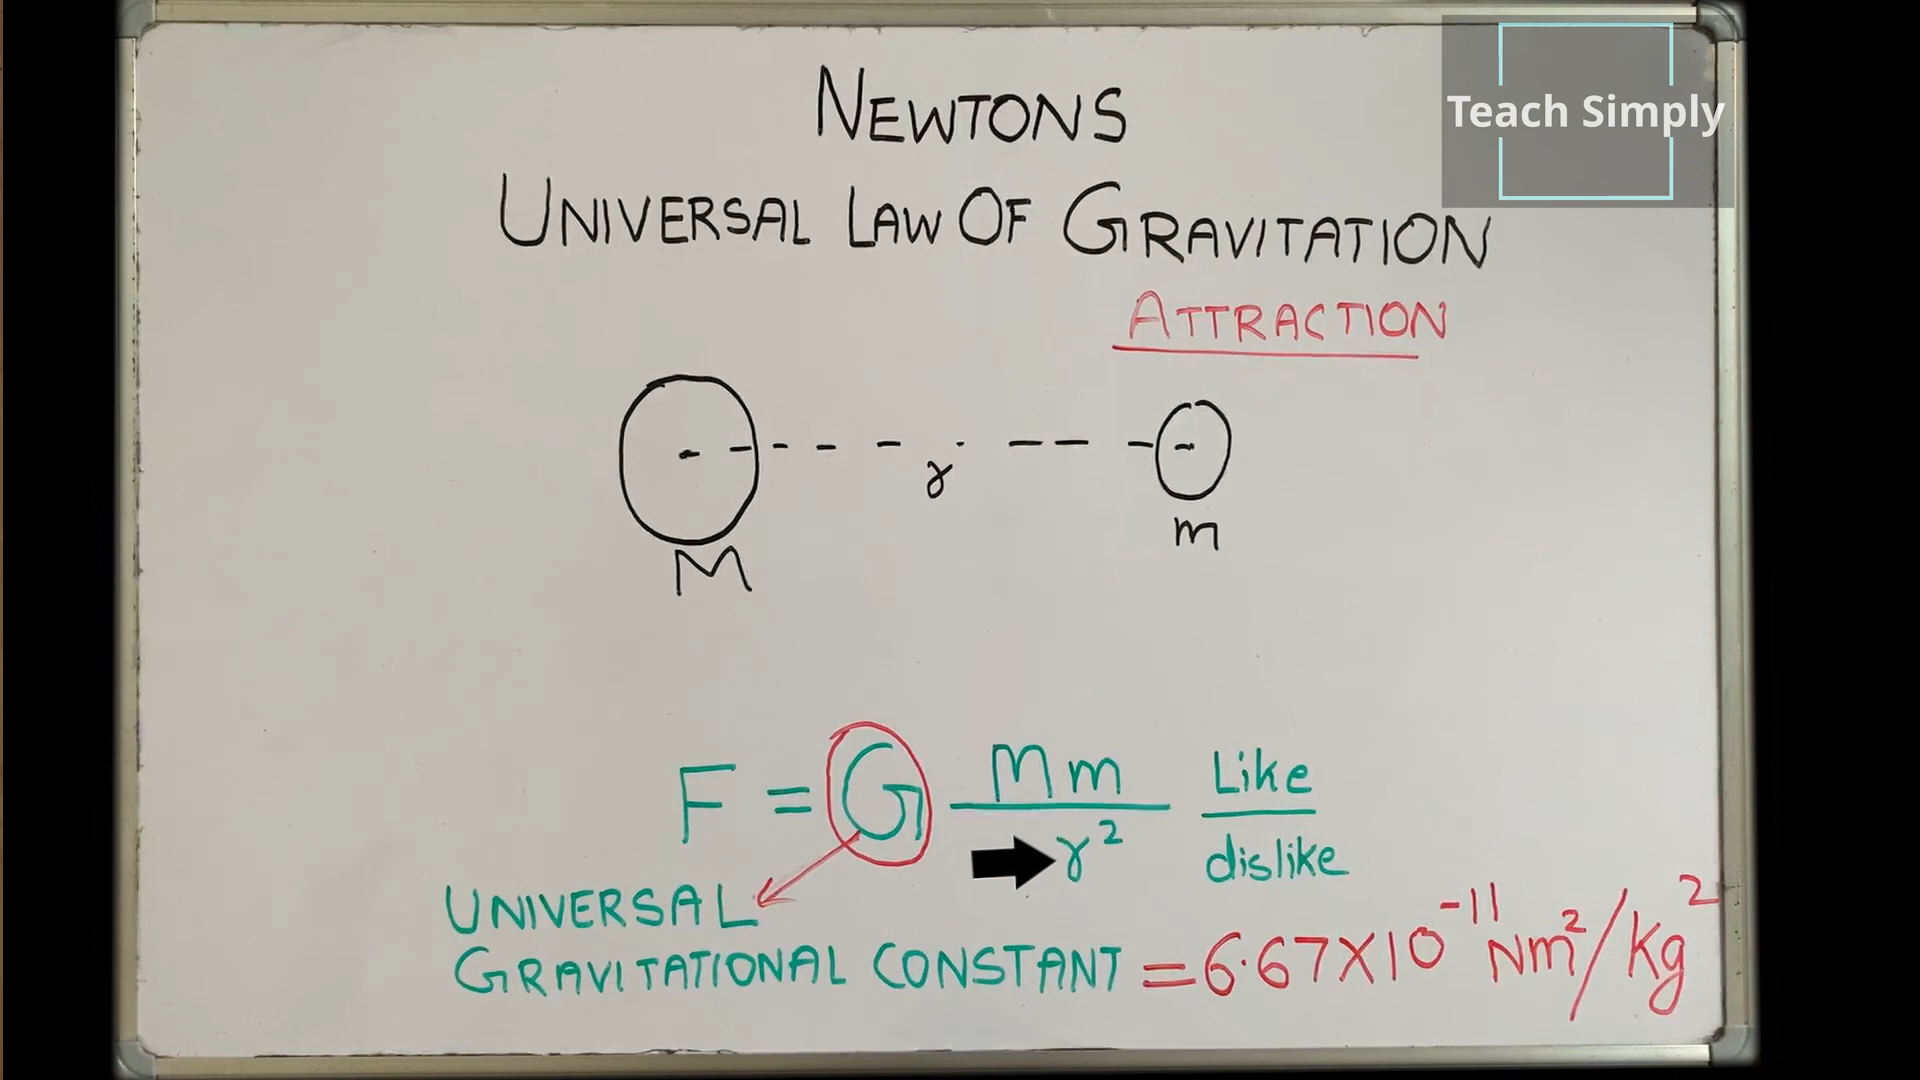 Teach Simply
NEWTONS
UNIVERSAL LAW OF GRAVITATION
ATTRACTION
r
M
m
F = G Mm / r² Like / dislike
UNIVERSAL
GRAVITATIONAL CONSTANT = 6.67X10⁻¹¹ Nm²/Kg²